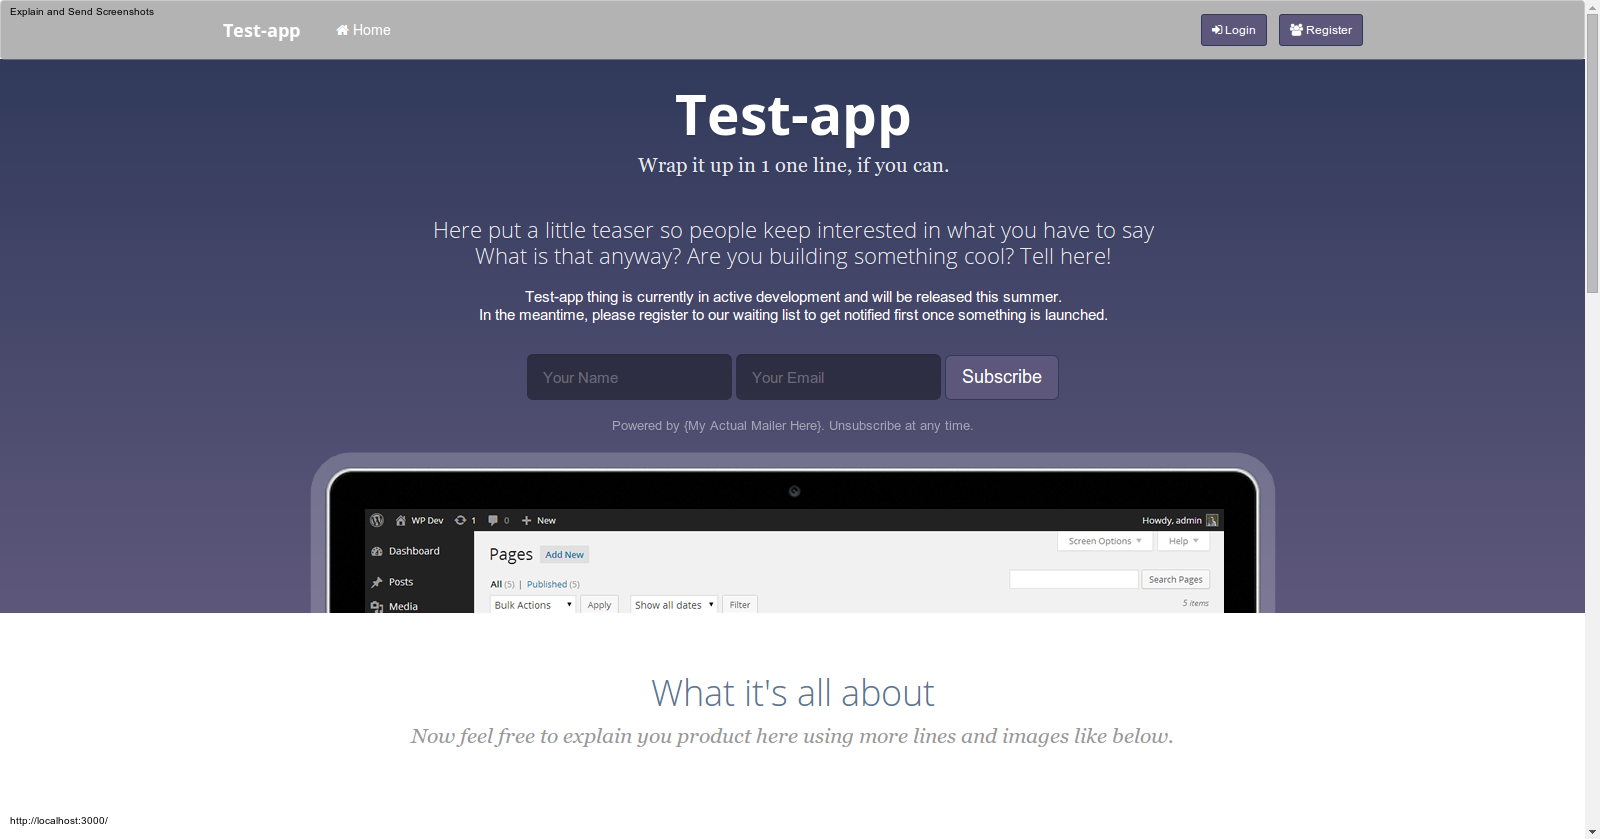 Explain and Send Screenshots
Test-app
Home
Login
Register
Test-app
Wrap it up in 1 one line, if you can.
Here put a little teaser so people keep interested in what you have to say
What is that anyway? Are you building something cool? Tell here!
Test-app thing is currently in active development and will be released this summer.
In the meantime, please register to our waiting list to get notified first once something is launched.
Your Name
Your Email
Subscribe
Powered by {My Actual Mailer Here}. Unsubscribe at any time.
WP Dev 1 0 New
Howdy, admin
Dashboard
Posts
Media
Pages Add New
Screen Options Help
All (5) | Published (5)
Search Pages
Bulk Actions Apply Show all dates Filter
5 items
What it's all about
Now feel free to explain you product here using more lines and images like below.
http://localhost:3000/